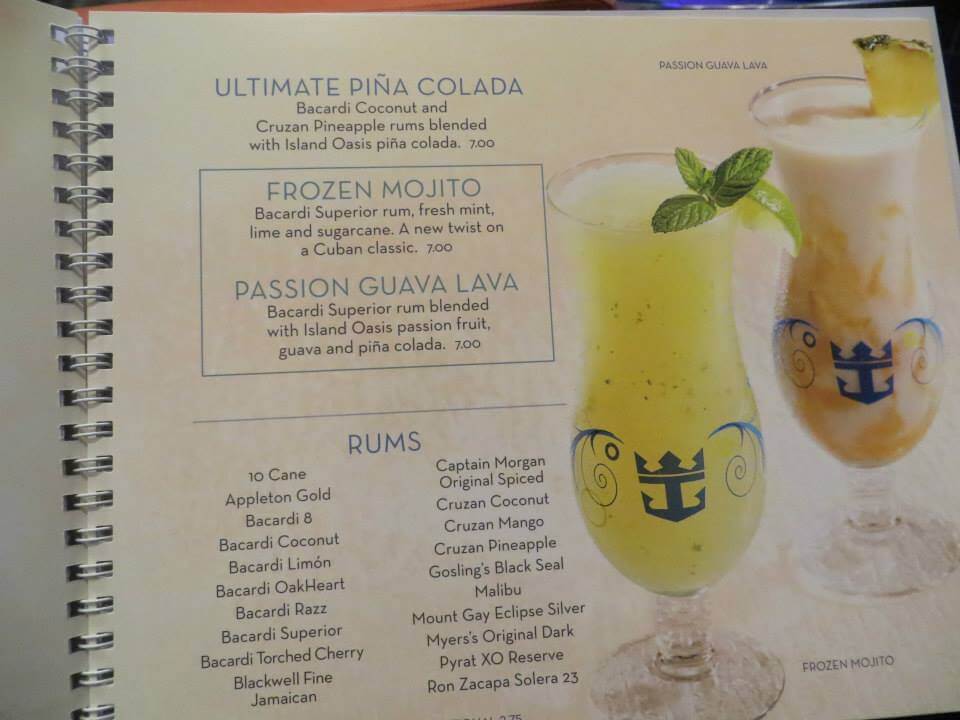 PASSION GUAVA LAVA
ULTIMATE PIÑA COLADA
Bacardi Coconut and
Cruzan Pineapple rums blended
with Island Oasis piña colada. 7.00
FROZEN MOJITO
Bacardi Superior rum, fresh mint,
lime and sugarcane. A new twist on
a Cuban classic. 7.00
PASSION GUAVA LAVA
Bacardi Superior rum blended
with Island Oasis passion fruit,
guava and piña colada. 7.00
RUMS
10 Cane
Appleton Gold
Bacardi 8
Bacardi Coconut
Bacardi Limón
Bacardi OakHeart
Bacardi Razz
Bacardi Superior
Bacardi Torched Cherry
Blackwell Fine
Jamaican
Captain Morgan
Original Spiced
Cruzan Coconut
Cruzan Mango
Cruzan Pineapple
Gosling's Black Seal
Malibu
Mount Gay Eclipse Silver
Myers's Original Dark
Pyrat XO Reserve
Ron Zacapa Solera 23
FROZEN MOJITO
2.75